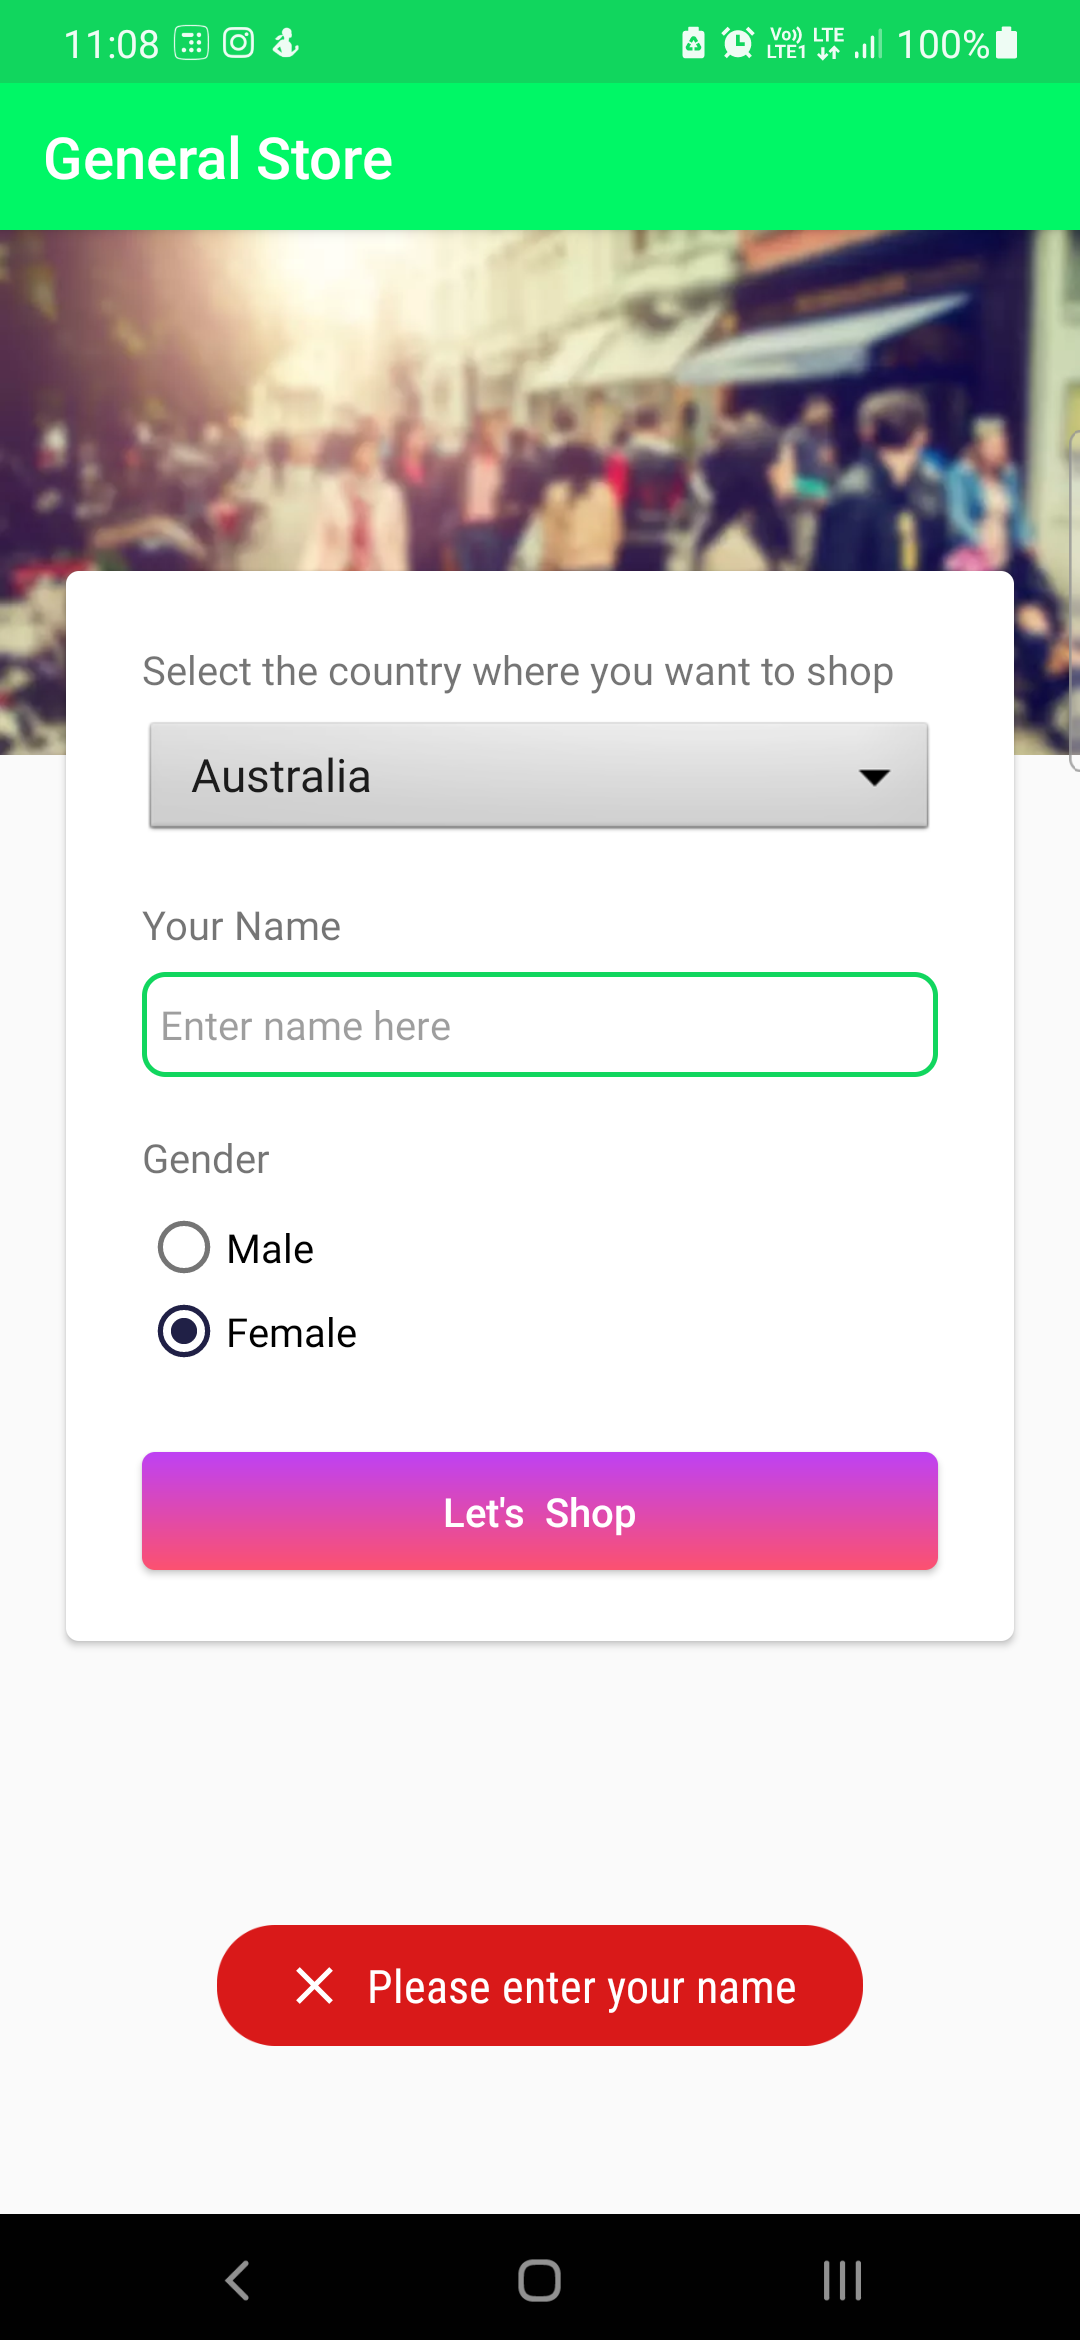 11:08
Vo)) LTE
LTE1
100%
General Store
Select the country where you want to shop
Australia
Your Name
Enter name here
Gender
Male
Female
Let's Shop
Please enter your name